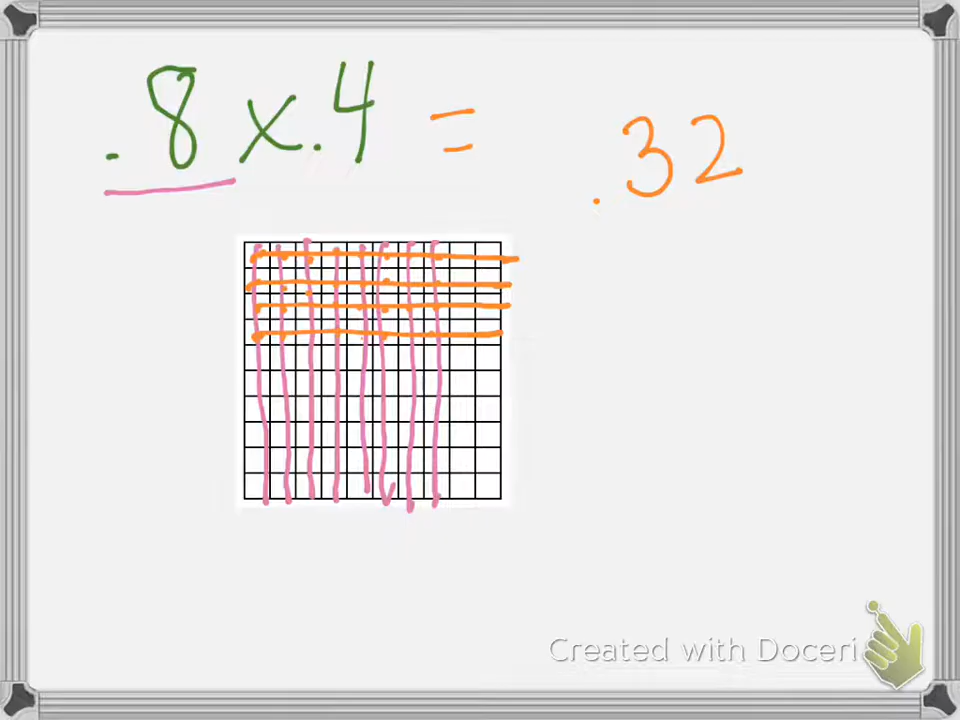 .8 x .4 = .32
Created with Doceri